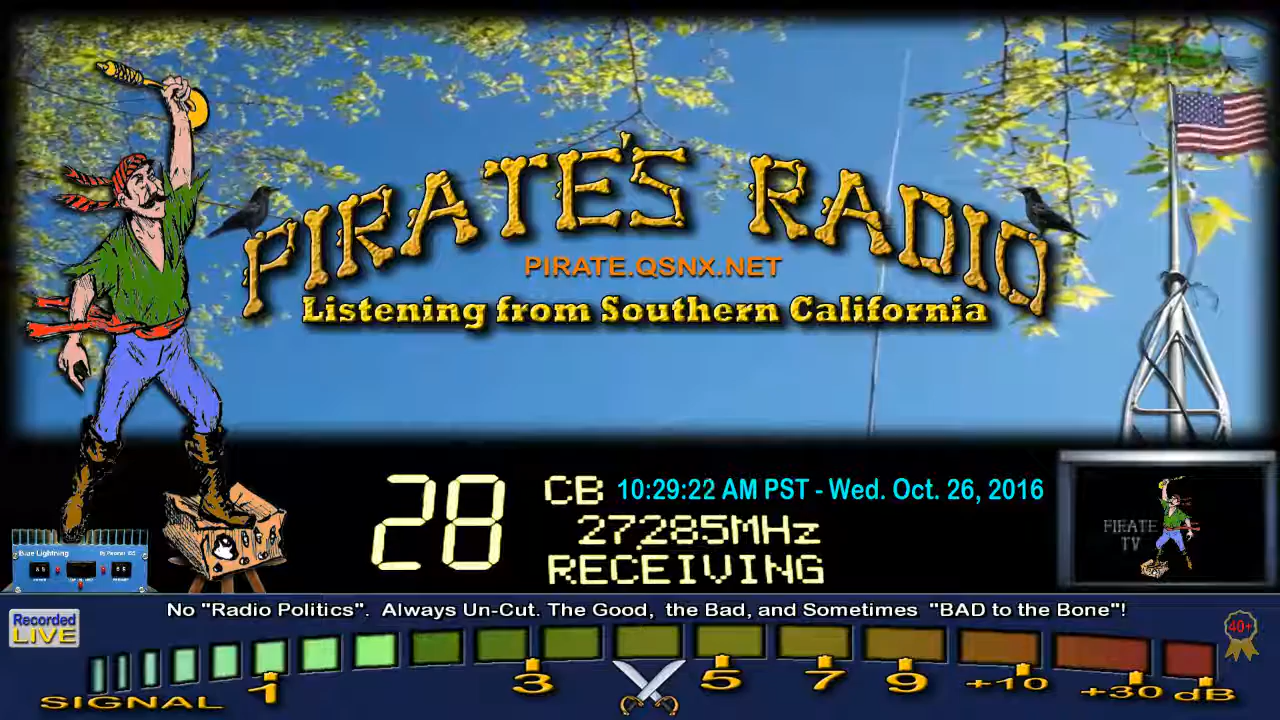 PIRATE'S RADIO
PIRATE.QSNX.NET
Listening from Southern California
28
CB 10:29:22 AM PST - Wed. Oct. 26, 2016
27.285MHz
RECEIVING
PIRATE
TV
Blue Lightning
No "Radio Politics". Always Un-Cut. The Good, the Bad, and Sometimes "BAD to the Bone"!
Recorded
LIVE
40+
SIGNAL 1 3 5 7 9 +10 +30 dB